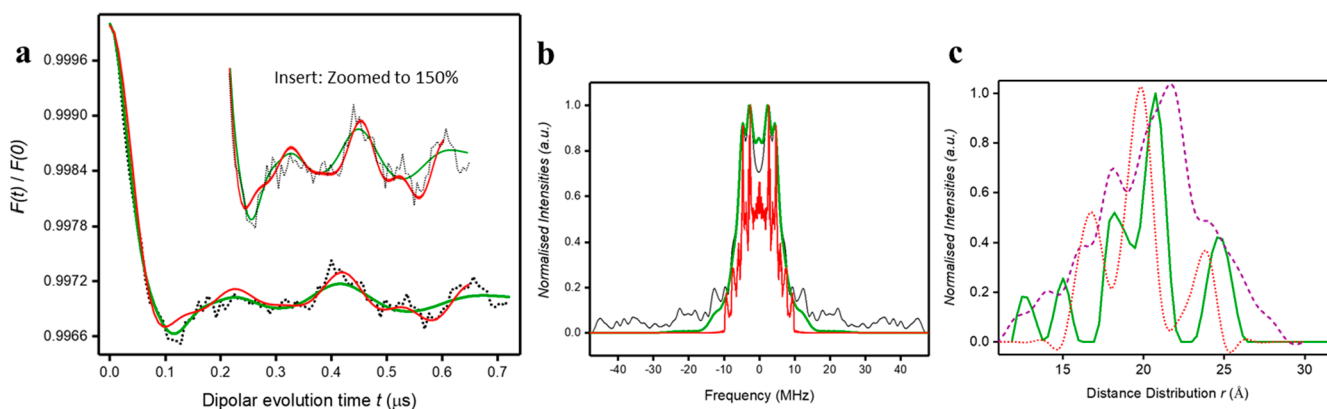 a
F(t) / F(0)
0.9996
0.9990
0.9984
0.9978
0.9972
0.9966
Insert: Zoomed to 150%
0.0 0.1 0.2 0.3 0.4 0.5 0.6 0.7
Dipolar evolution time t (μs)
b
Normalised Intensities (a.u.)
1.0
0.8
0.6
0.4
0.2
0.0
-40 -30 -20 -10 0 10 20 30 40
Frequency (MHz)
c
Normalised Intensities (a.u.)
1.0
0.8
0.6
0.4
0.2
0.0
15 20 25 30
Distance Distribution r (Å)